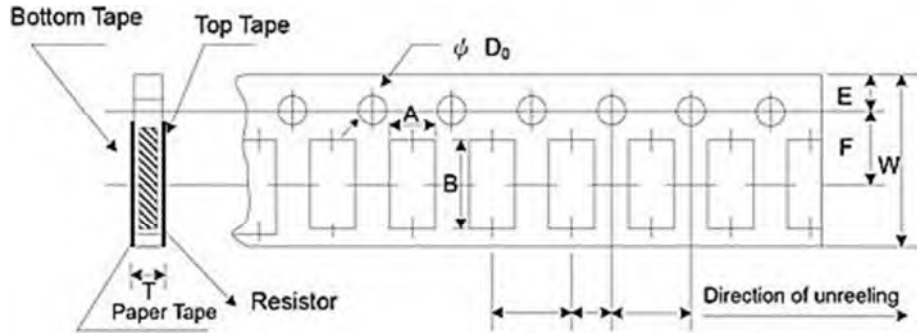 Bottom Tape
Top Tape
ψ D₀
A
E
F
W
B
T
Paper Tape
Resistor
Direction of unreeling